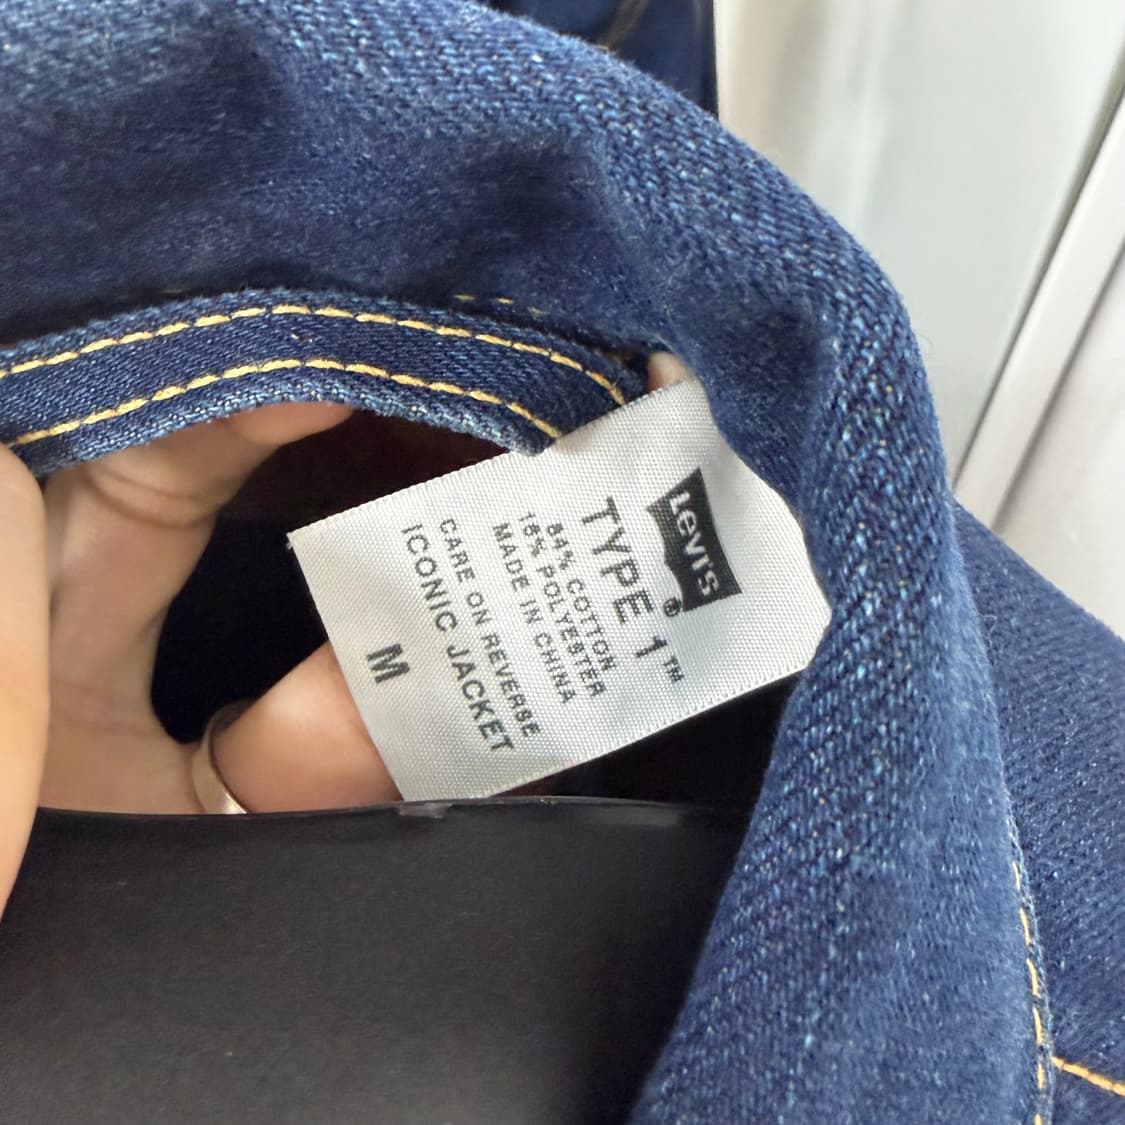 Levi's ®
TYPE 1™
84% COTTON
16% POLYESTER
MADE IN CHINA
CARE ON REVERSE
ICONIC JACKET
M